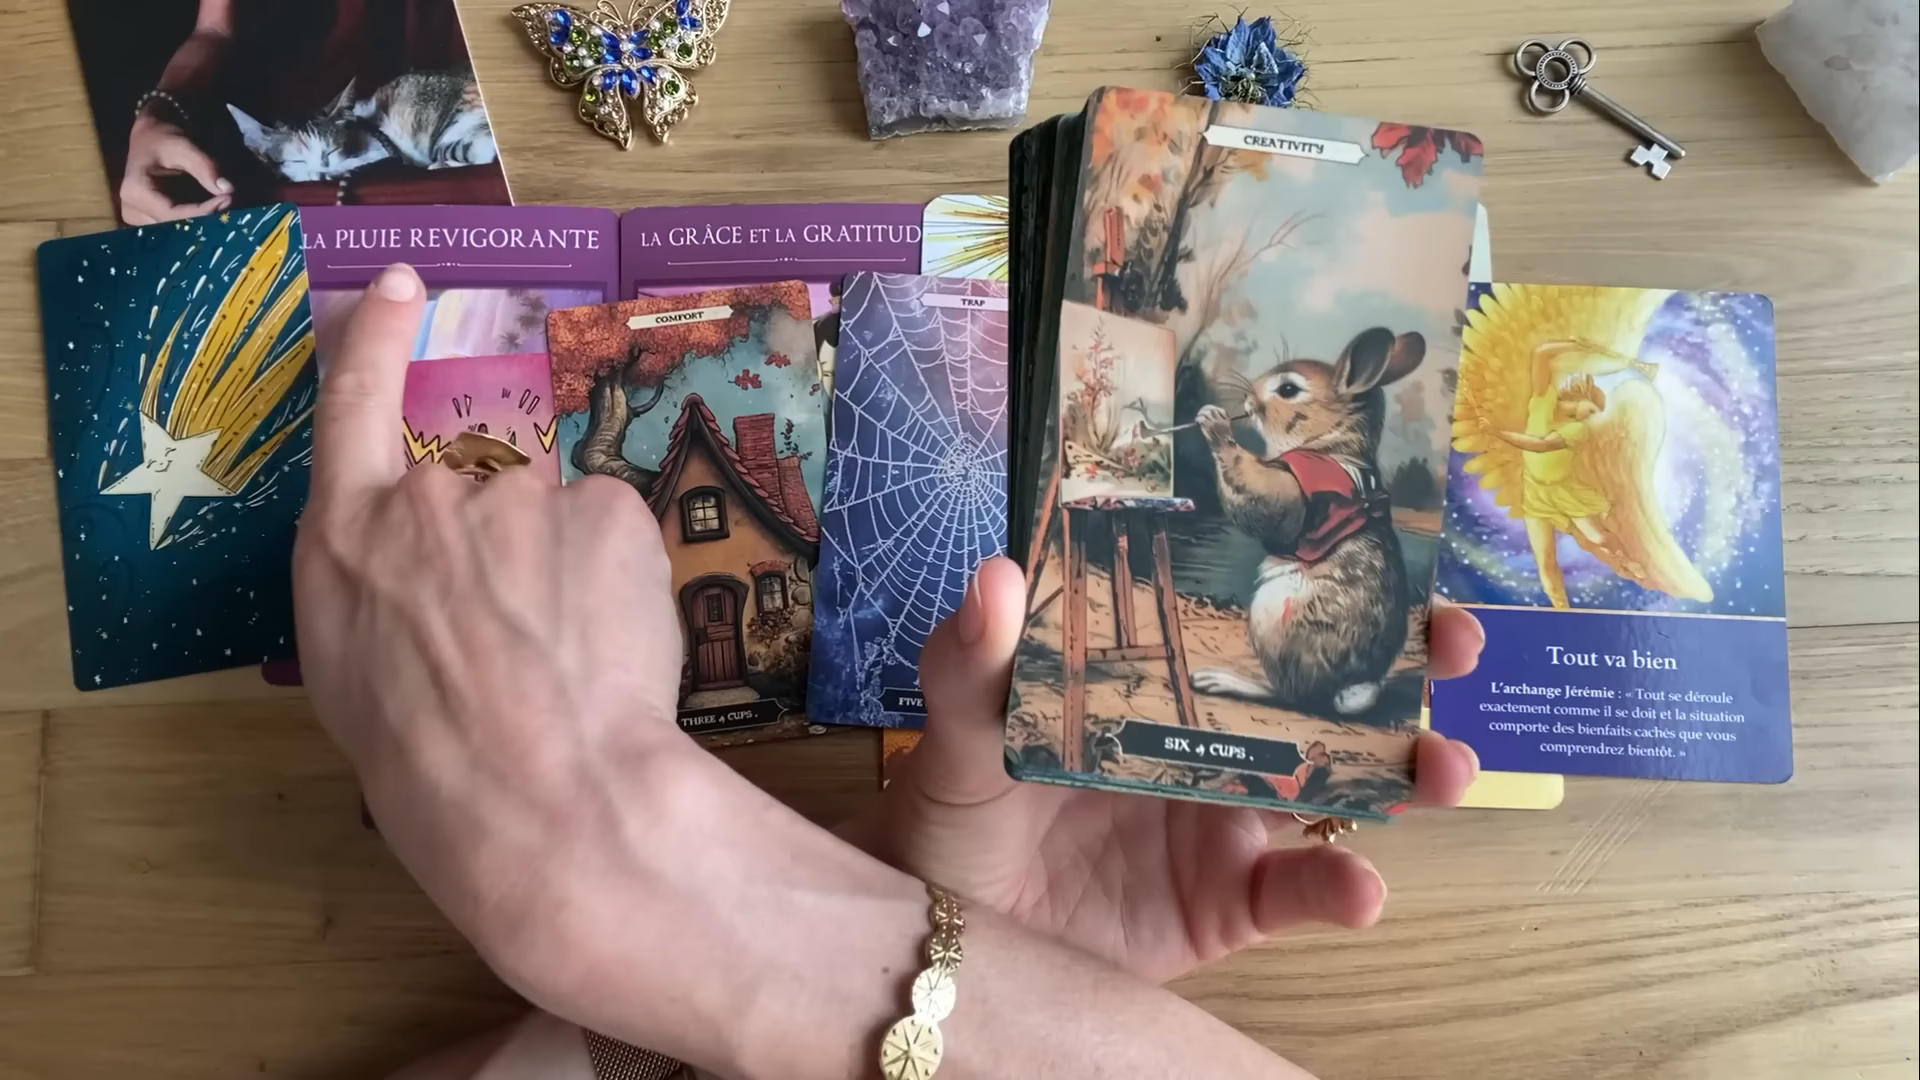 LA PLUIE REVIGORANTE
LA GRÂCE ET LA GRATITUD
COMFORT
THREE of CUPS.
TRAP
FIVE
CREATIVITY
SIX of CUPS.
Tout va bien
L'archange Jérémie : « Tout se déroule
exactement comme il se doit et la situation
comporte des bienfaits cachés que vous
comprendrez bientôt. »